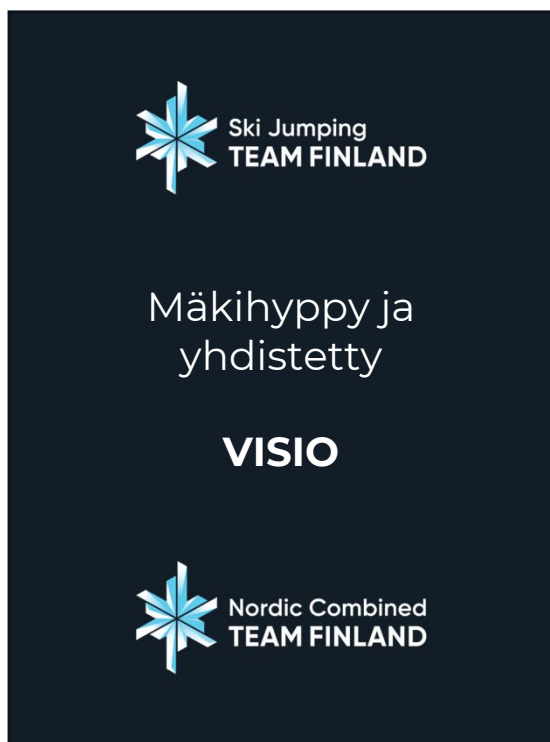 Ski Jumping
TEAM FINLAND
Mäkihyppy ja
yhdistetty
VISIO
Nordic Combined
TEAM FINLAND